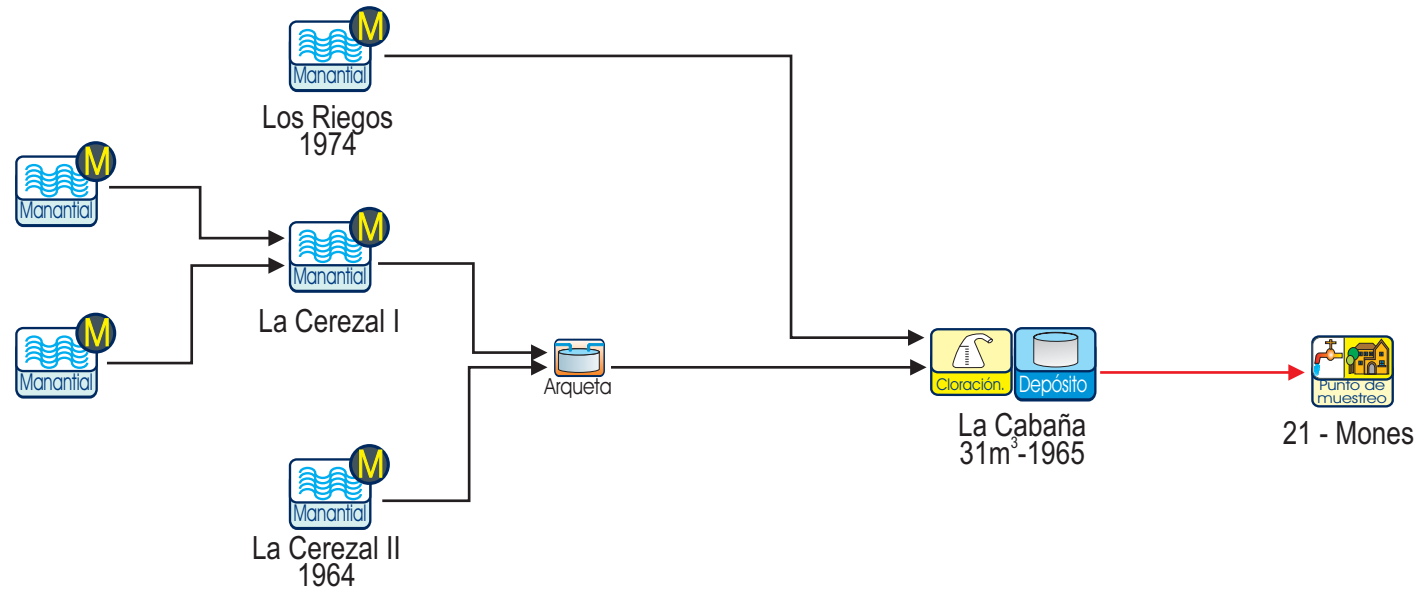 M
Manantial
Los Riegos
1974
M
Manantial
M
Manantial
La Cerezal I
M
Manantial
Arqueta
Cloración.
Depósito
La Cabaña
31m³-1965
Punto de
muestreo
21 - Mones
M
Manantial
La Cerezal II
1964